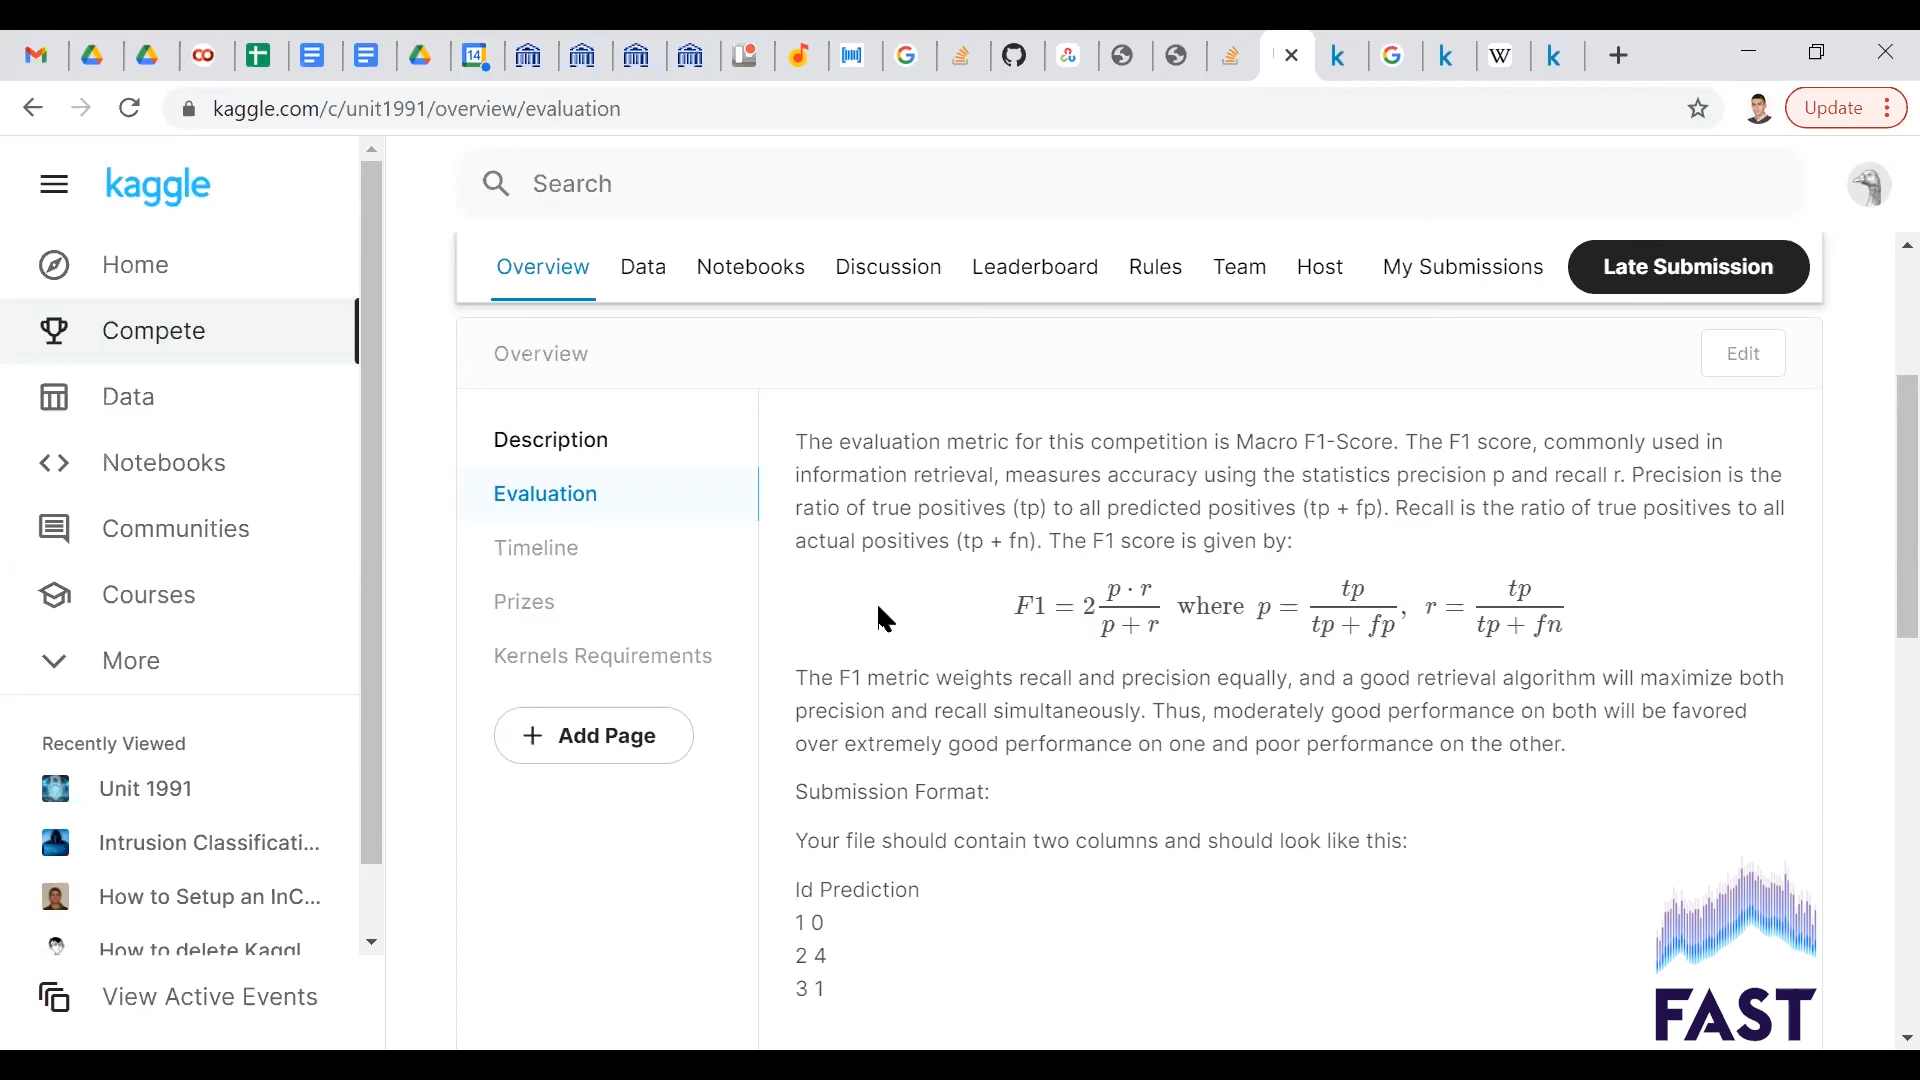 14
kaggle.com/c/unit1991/overview/evaluation
Update
kaggle
Search
Home
Compete
Data
Notebooks
Communities
Courses
More
Recently Viewed
Unit 1991
Intrusion Classificati...
How to Setup an InC...
How to delete Kaggl
View Active Events
Overview Data Notebooks Discussion Leaderboard Rules Team Host My Submissions Late Submission
Overview
Edit
Description
Evaluation
Timeline
Prizes
Kernels Requirements
+ Add Page
The evaluation metric for this competition is Macro F1-Score. The F1 score, commonly used in
information retrieval, measures accuracy using the statistics precision p and recall r. Precision is the
ratio of true positives (tp) to all predicted positives (tp + fp). Recall is the ratio of true positives to all
actual positives (tp + fn). The F1 score is given by:
F1 = 2 p · r / p + r where p = tp / tp + fp, r = tp / tp + fn
The F1 metric weights recall and precision equally, and a good retrieval algorithm will maximize both
precision and recall simultaneously. Thus, moderately good performance on both will be favored
over extremely good performance on one and poor performance on the other.
Submission Format:
Your file should contain two columns and should look like this:
Id Prediction
1 0
2 4
3 1
FAST